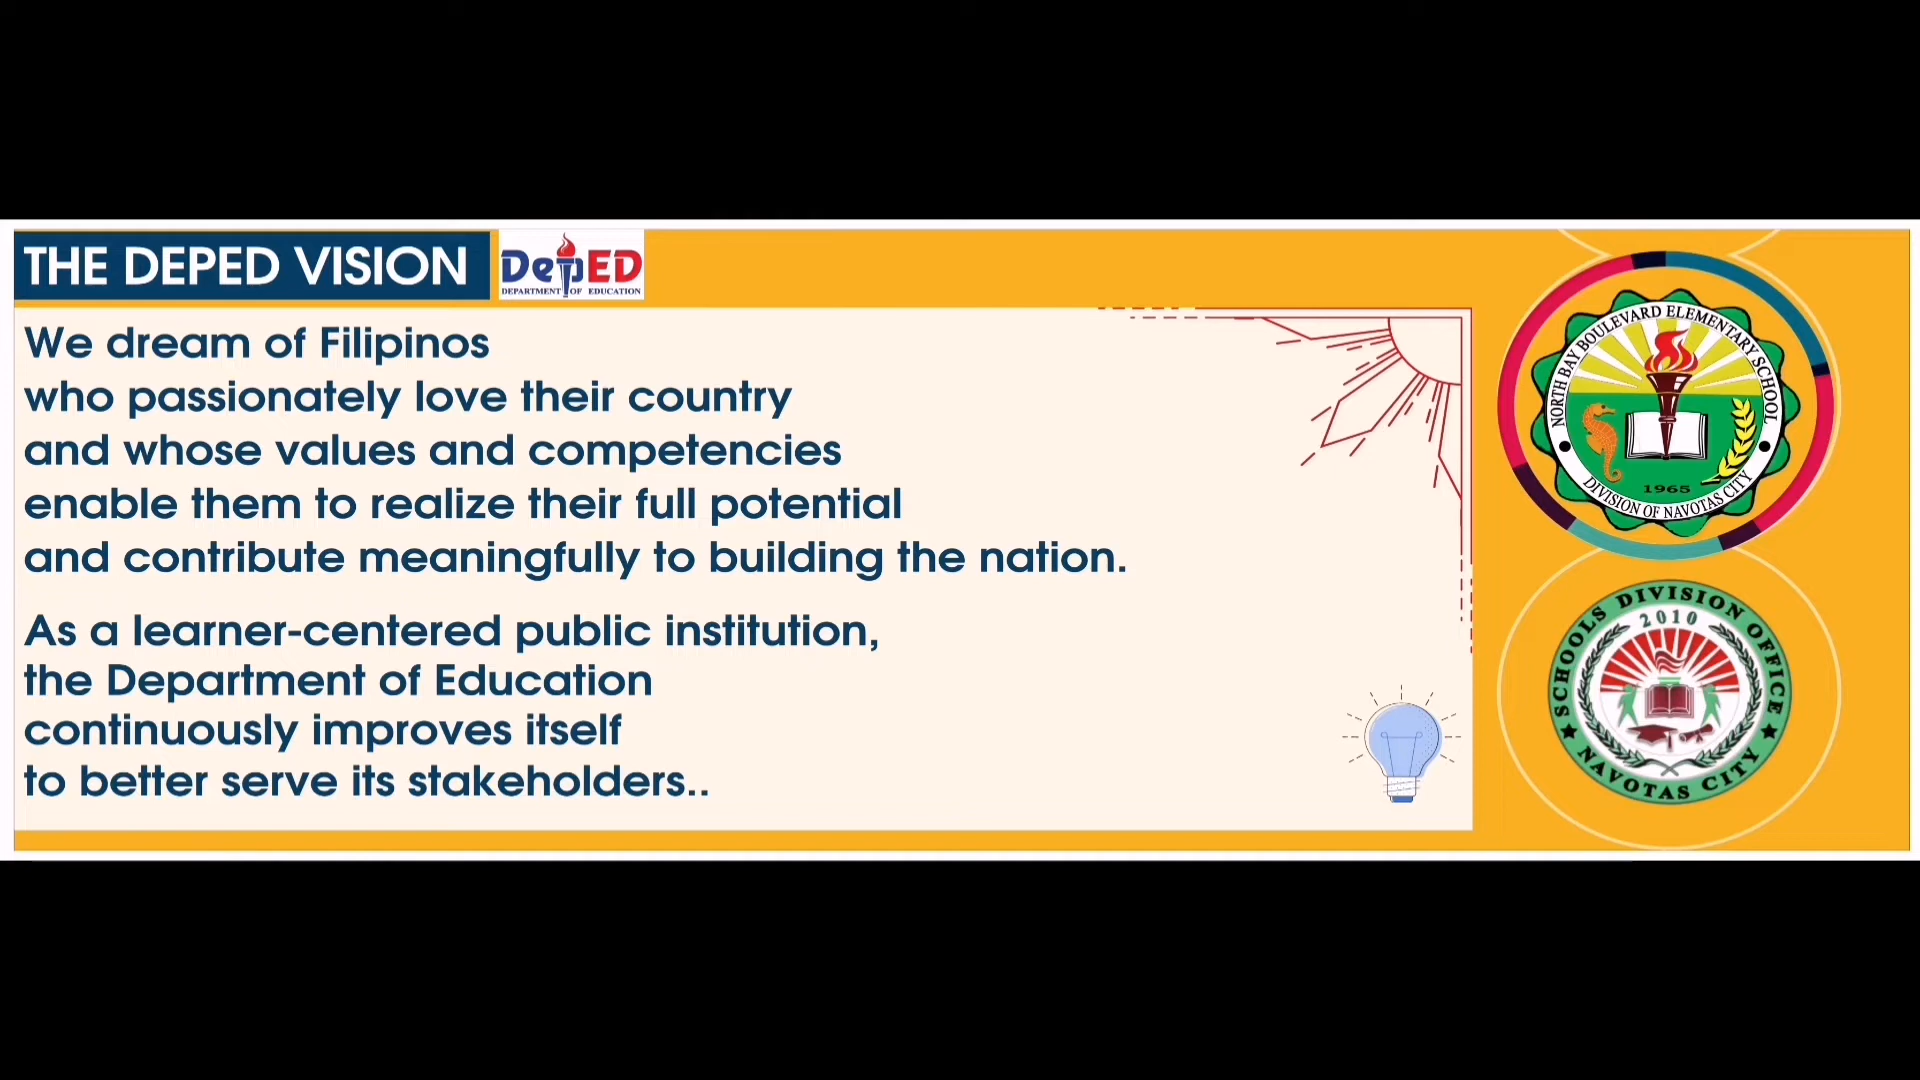 THE DEPED VISION
DepED
DEPARTMENT OF EDUCATION
We dream of Filipinos
who passionately love their country
and whose values and competencies
enable them to realize their full potential
and contribute meaningfully to building the nation.
As a learner-centered public institution,
the Department of Education
continuously improves itself
to better serve its stakeholders..
NORTH BAY BOULEVARD ELEMENTARY SCHOOL
1965
DIVISION OF NAVOTAS CITY
SCHOOLS DIVISION OFFICE
2010
NAVOTAS CITY